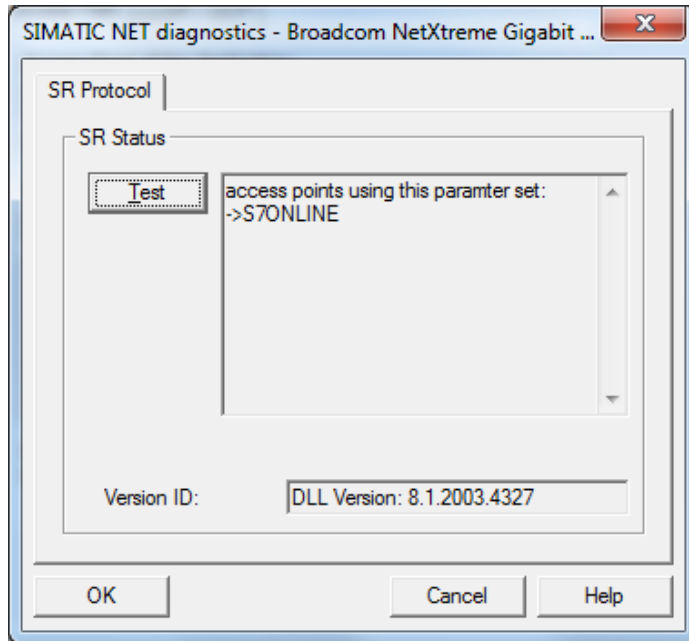 SIMATIC NET diagnostics - Broadcom NetXtreme Gigabit ...
SR Protocol
SR Status
Test
access points using this paramter set:
->S7ONLINE
Version ID:
DLL Version: 8.1.2003.4327
OK
Cancel
Help